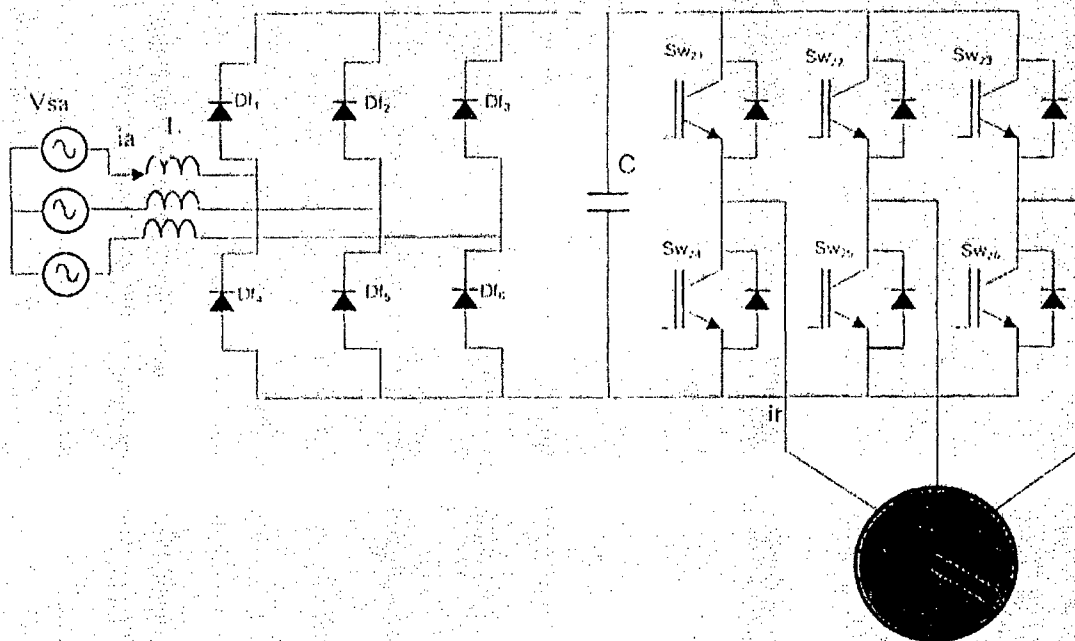 Sw₂₁
Sw₂₂
Sw₂₃
Vsa
Df₁
Df₂
Df₃
ia
L
C
Sw₂₄
Sw₂₅
Sw₂₆
Df₄
Df₅
Df₆
ir